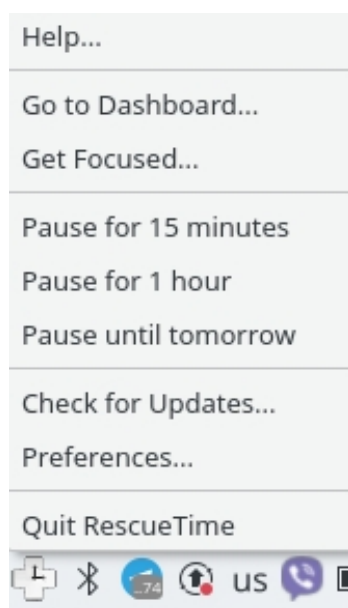 Help...
Go to Dashboard...
Get Focused...
Pause for 15 minutes
Pause for 1 hour
Pause until tomorrow
Check for Updates...
Preferences...
Quit RescueTime
74 us